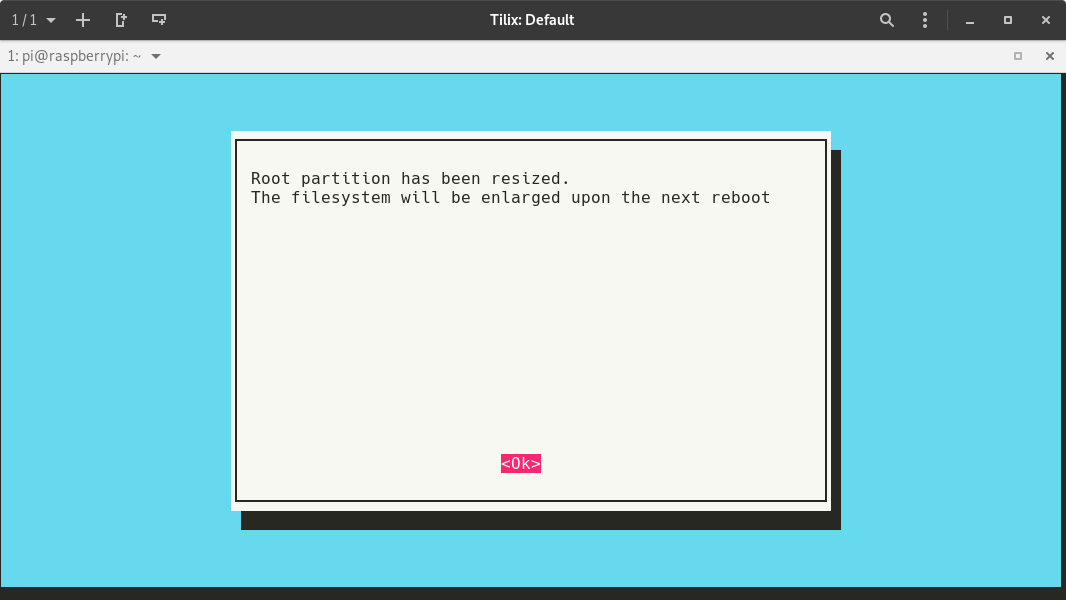 1 / 1
Tilix: Default
1: pi@raspberrypi: ~
Root partition has been resized.
The filesystem will be enlarged upon the next reboot
<Ok>